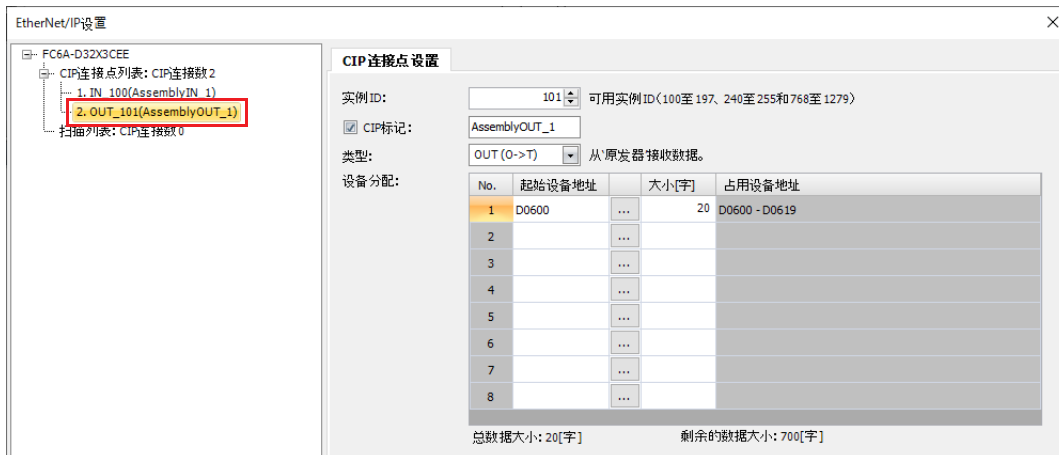 EtherNet/IP设置
FC6A-D32X3CEE
CIP连接点列表: CIP连接数2
1. IN_100(AssemblyIN_1)
2. OUT_101(AssemblyOUT_1)
扫描列表: CIP连接数0
CIP连接点设置
实例ID: 101 可用实例ID(100至197、240至255和768至1279)
CIP标记: AssemblyOUT_1
类型: OUT (O->T) 从'原发器'接收数据。
设备分配:
No. 起始设备地址 大小[字] 占用设备地址
1 D0600 ... 20 D0600 - D0619
2 ...
3 ...
4 ...
5 ...
6 ...
7 ...
8 ...
总数据大小: 20[字] 剩余的数据大小: 700[字]